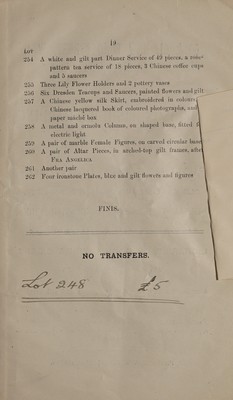 19
LOT
254 A white and gilt part Dinner Service of 49 pieces, a
pattern tea service of 18 pieces, 3 Chinese coffee cups
and 5 saucers
255 Three Lily Flower Holders and 2 pottery vases
256 Six Dresden Teacups and Saucers, painted flowers and gilt
257 A Chinese yellow silk Skirt, embroidered in
Chinese lacquered book of coloured photographs, and
papier maché box
258 A metal and ormolu Column, on shaped base, fitted
electric light
259 A pair of marble Female Figures, on carved circular
260 A pair of Altar Pieces, in arched-top gilt frames, after
FRA ANGELICA
261 Another pair
262 Four ironstone Plates, blue and gilt flowers and figures
FINIS.
NO TRANSFERS.
Lot 248 £5